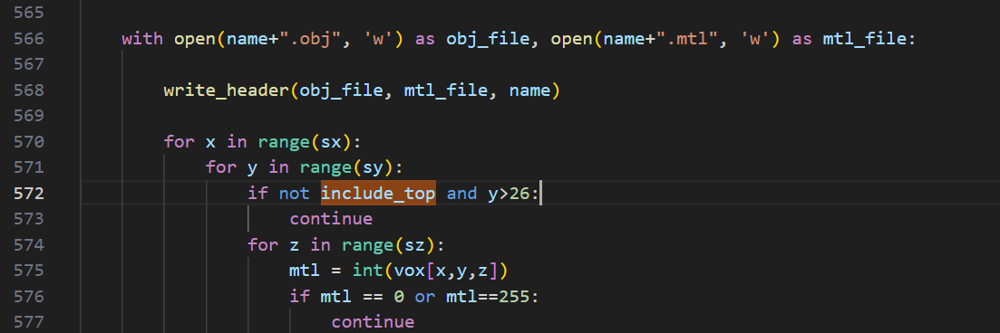 565
566 with open(name+".obj", 'w') as obj_file, open(name+".mtl", 'w') as mtl_file:
567
568 write_header(obj_file, mtl_file, name)
569
570 for x in range(sx):
571 for y in range(sy):
572 if not include_top and y>26:
573 continue
574 for z in range(sz):
575 mtl = int(vox[x,y,z])
576 if mtl == 0 or mtl==255:
577 continue